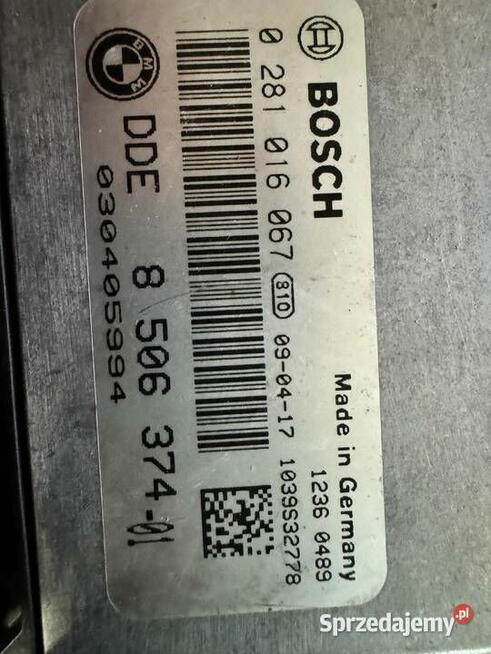 BOSCH
Made in Germany
1236 0489
0 281 016 067 810 09-04-17 1039S32778
BMW
DDE 8 506 374-01
030405994
Sprzedajemy.pl